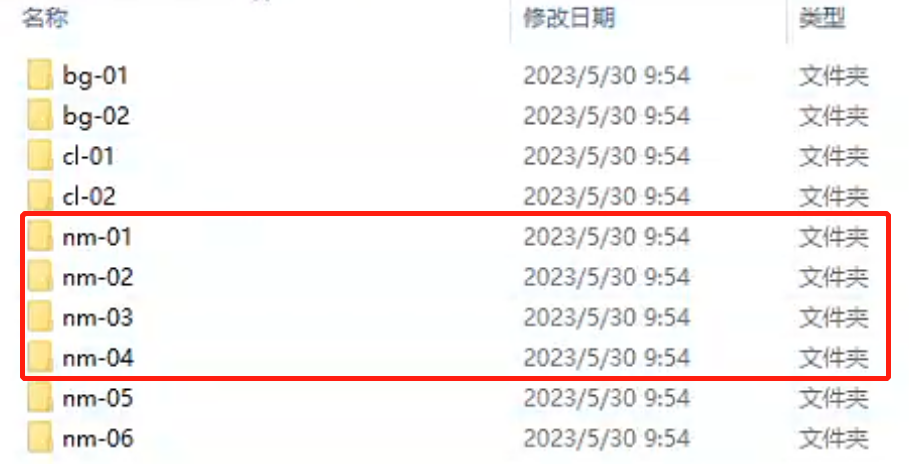 名称 修改日期 类型
bg-01 2023/5/30 9:54 文件夹
bg-02 2023/5/30 9:54 文件夹
cl-01 2023/5/30 9:54 文件夹
cl-02 2023/5/30 9:54 文件夹
nm-01 2023/5/30 9:54 文件夹
nm-02 2023/5/30 9:54 文件夹
nm-03 2023/5/30 9:54 文件夹
nm-04 2023/5/30 9:54 文件夹
nm-05 2023/5/30 9:54 文件夹
nm-06 2023/5/30 9:54 文件夹